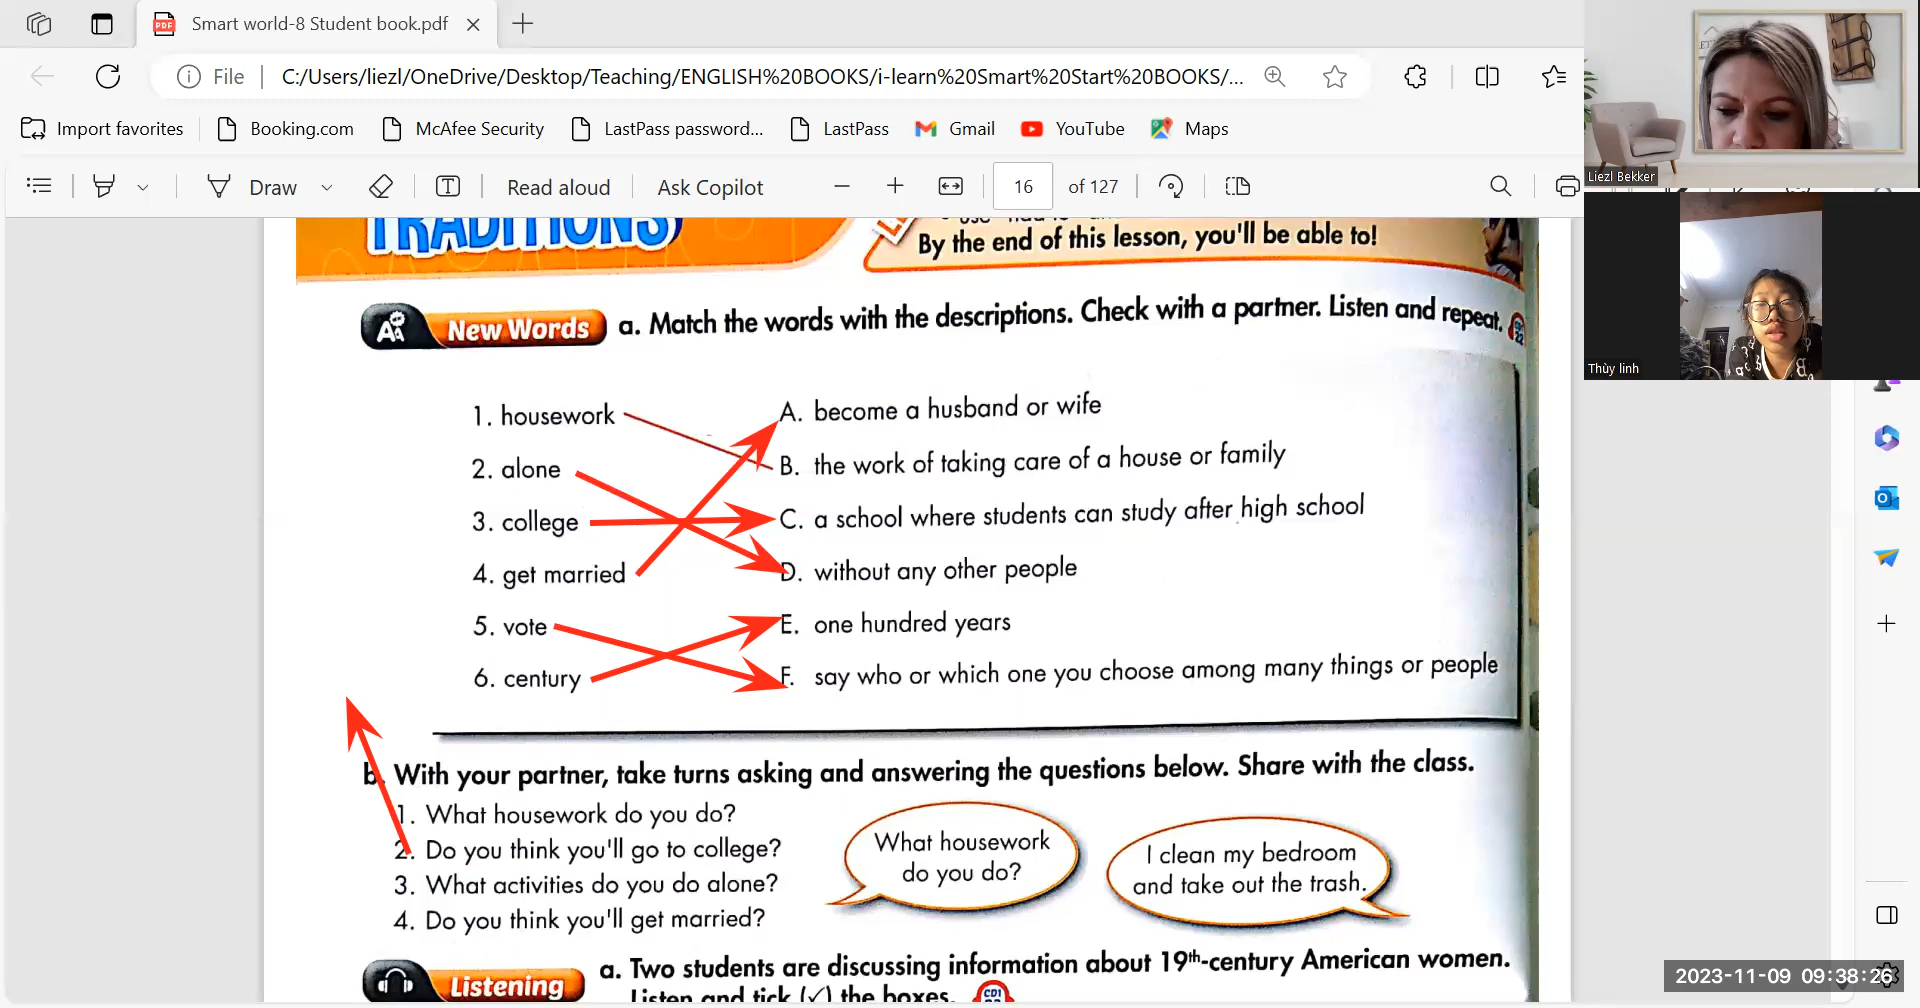 Smart world-8 Student book.pdf
File
C:/Users/liezl/OneDrive/Desktop/Teaching/ENGLISH%20BOOKS/i-learn%20Smart%20Start%20BOOKS/...
Import favorites
Booking.com
McAfee Security
LastPass password...
LastPass
Gmail
YouTube
Maps
Draw
Read aloud
Ask Copilot
16
of 127
Liezl Bekker
Thùy linh
TRADITIONS
By the end of this lesson, you'll be able to!
New Words
a. Match the words with the descriptions. Check with a partner. Listen and repeat.
1. housework
A. become a husband or wife
2. alone
B. the work of taking care of a house or family
3. college
C. a school where students can study after high school
4. get married
D. without any other people
5. vote
E. one hundred years
6. century
F. say who or which one you choose among many things or people
b. With your partner, take turns asking and answering the questions below. Share with the class.
1. What housework do you do?
2. Do you think you'll go to college?
3. What activities do you do alone?
4. Do you think you'll get married?
What housework
do you do?
I clean my bedroom
and take out the trash.
Listening
a. Two students are discussing information about 19th-century American women.
Listen and tick (✓) the boxes.
CD1
2023-11-09 09:38:26